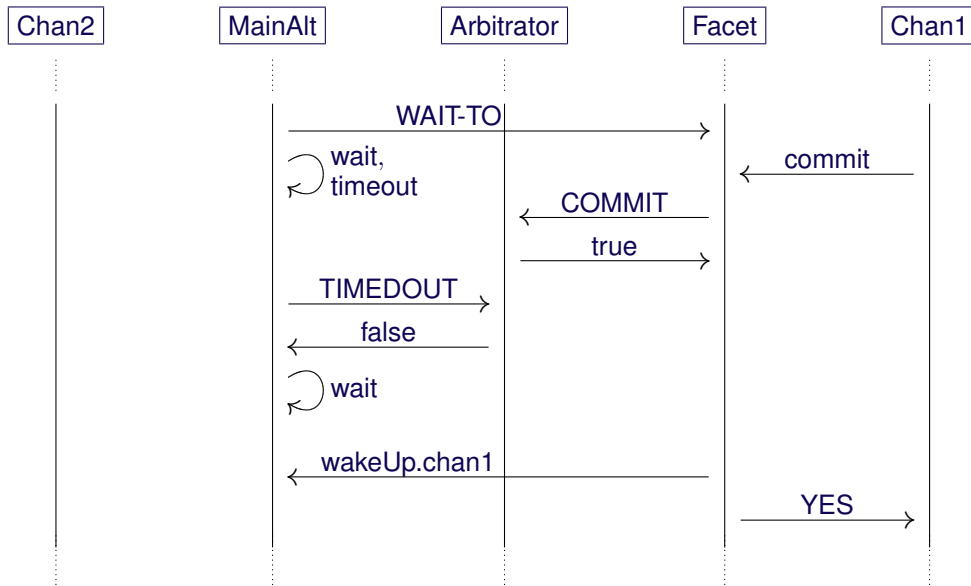 Chan2
MainAlt
Arbitrator
Facet
Chan1
WAIT-TO
wait,
timeout
commit
COMMIT
true
TIMEDOUT
false
wait
wakeUp.chan1
YES